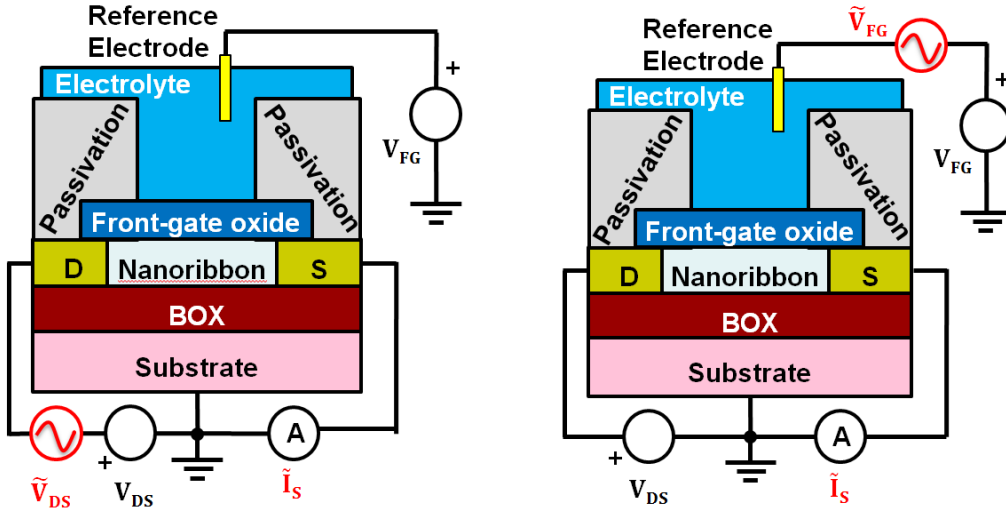 Reference
Electrode
Electrolyte
+
V_FG
Passivation
Passivation
Front-gate oxide
D
Nanoribbon
S
BOX
Substrate
A
+
Ṽ_DS
V_DS
Ĩ_S
Ṽ_FG
Reference
Electrode
+
Electrolyte
V_FG
Passivation
Passivation
Front-gate oxide
D
Nanoribbon
S
BOX
Substrate
A
+
V_DS
Ĩ_S